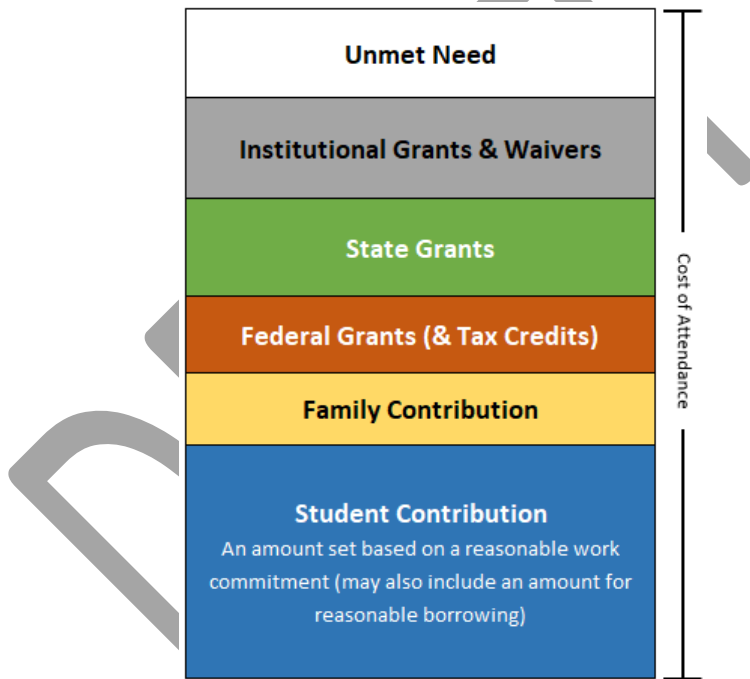 Unmet Need
Institutional Grants & Waivers
State Grants
Federal Grants (& Tax Credits)
Family Contribution
Student Contribution
An amount set based on a reasonable work
commitment (may also include an amount for
reasonable borrowing)
Cost of Attendance